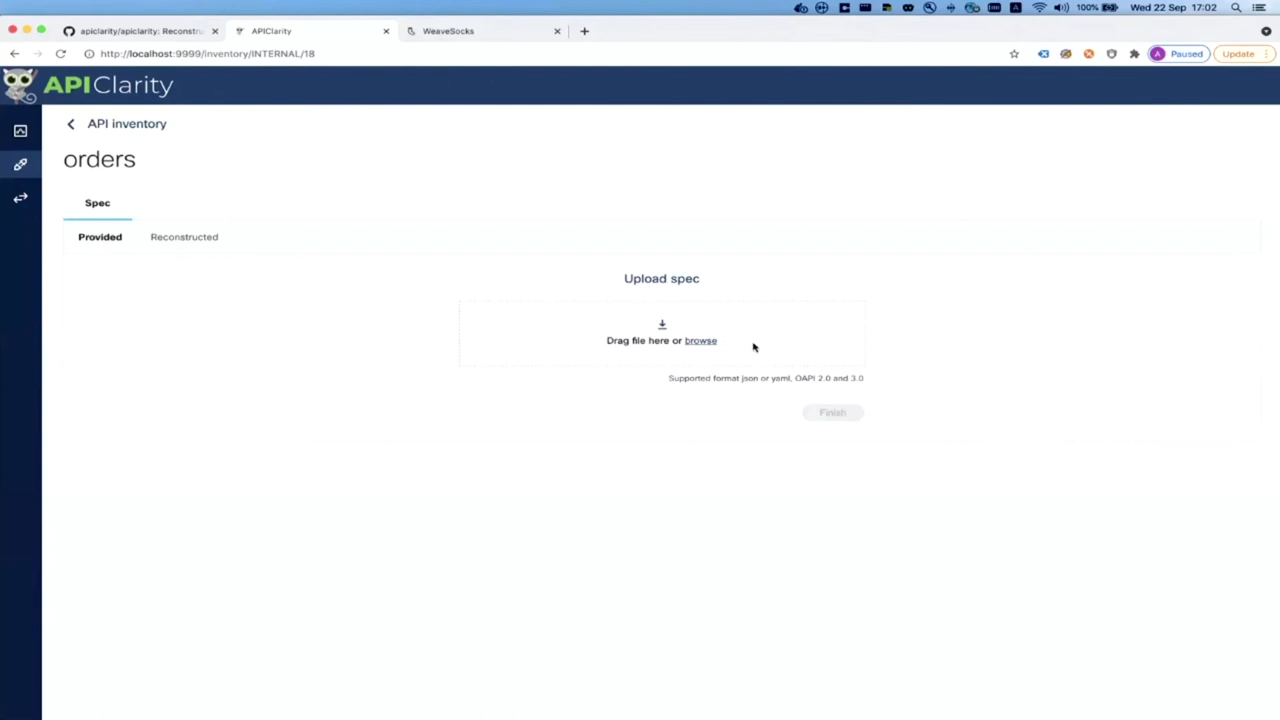 100%
Wed 22 Sep 17:02
apiclarity/apiclarity: Reconstru
APIClarity
WeaveSocks
http://localhost:9999/inventory/INTERNAL/18
A
Paused
Update
APIClarity
API inventory
orders
Spec
Provided
Reconstructed
Upload spec
Drag file here or browse
Supported format json or yaml, OAPI 2.0 and 3.0
Finish